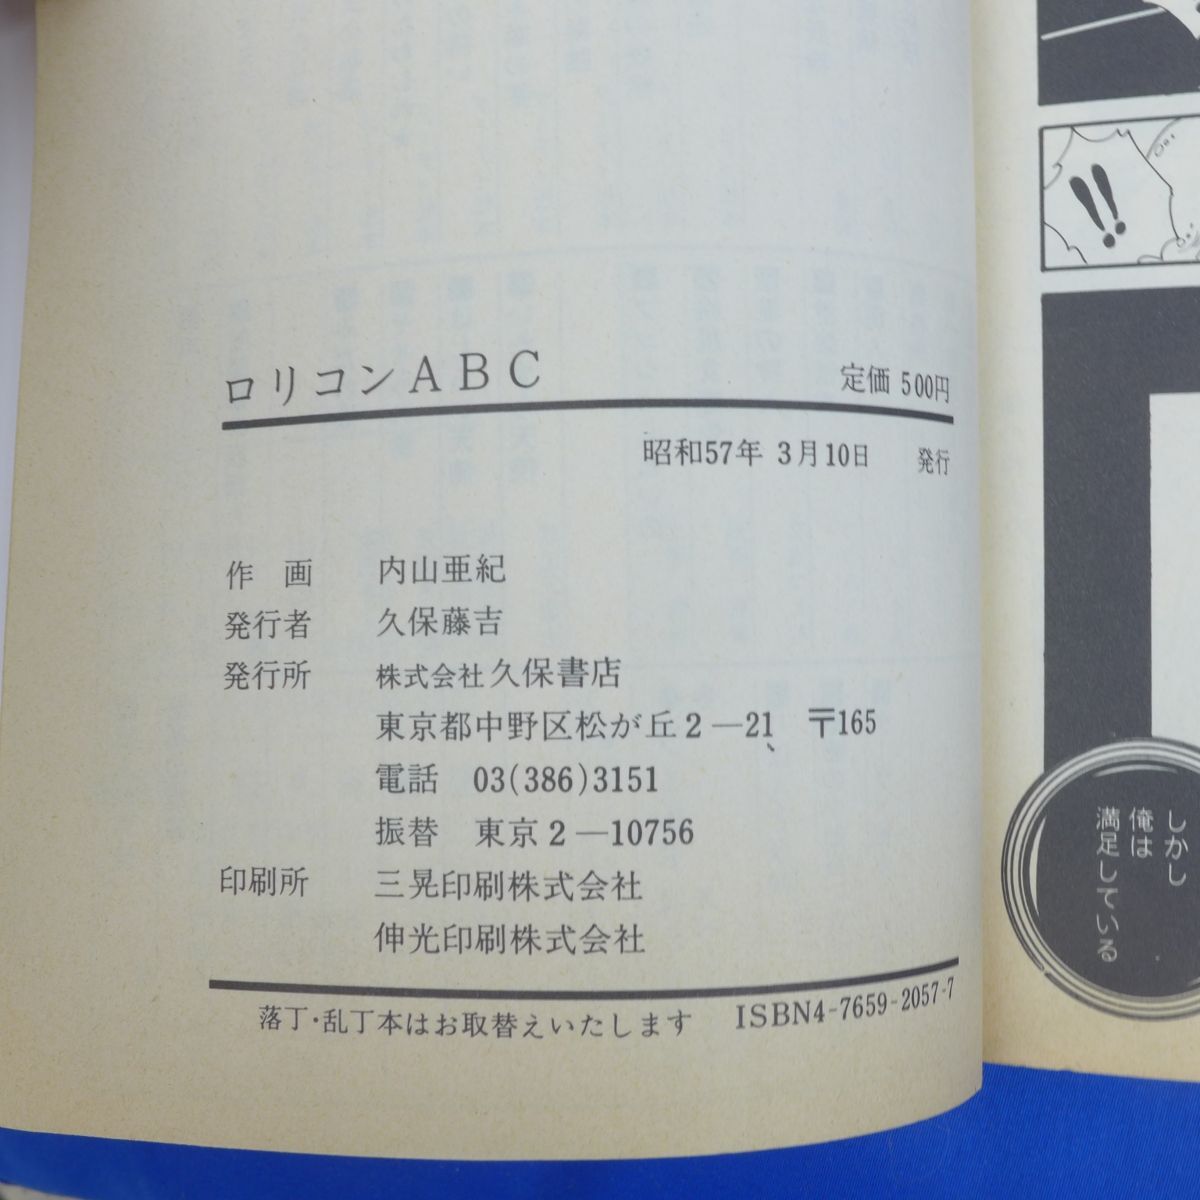 ロリコンABC
定価 500円
昭和57年 3月10日 発行
作 画 内山亜紀
発行者 久保藤吉
発行所 株式会社 久保書店
東京都中野区松が丘2—21 〒165
電話 03(386)3151
振替 東京2—10756
印刷所 三晃印刷株式会社
伸光印刷株式会社
落丁・乱丁本はお取替えいたします ISBN4-7659-2057-7
!!
しかし
俺は
満足している